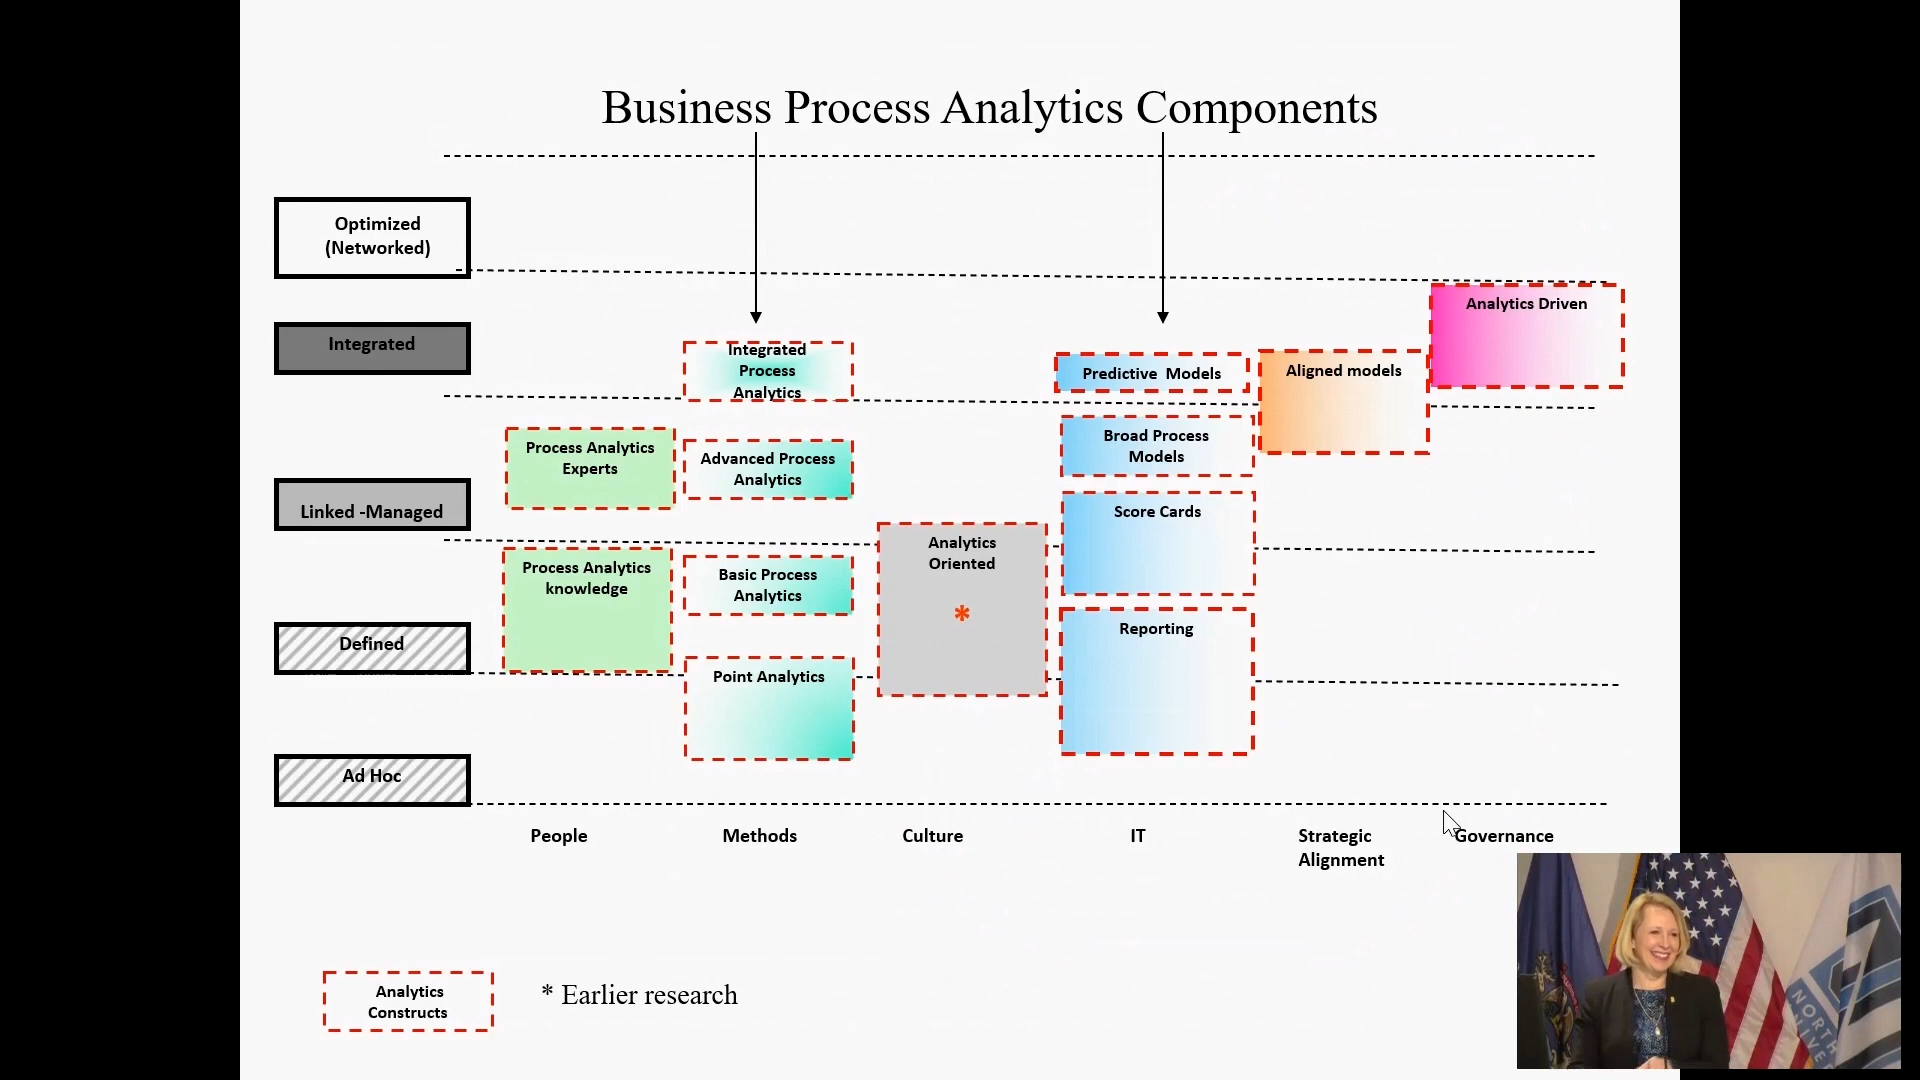 Business Process Analytics Components
Optimized
(Networked)
Integrated
Linked -Managed
Defined
Ad Hoc
Process Analytics
Experts
Process Analytics
knowledge
Integrated
Process
Analytics
Advanced Process
Analytics
Basic Process
Analytics
Point Analytics
Analytics
Oriented
*
Predictive Models
Broad Process
Models
Score Cards
Reporting
Aligned models
Analytics Driven
People
Methods
Culture
IT
Strategic
Alignment
Governance
Analytics
Constructs
* Earlier research
NORTH